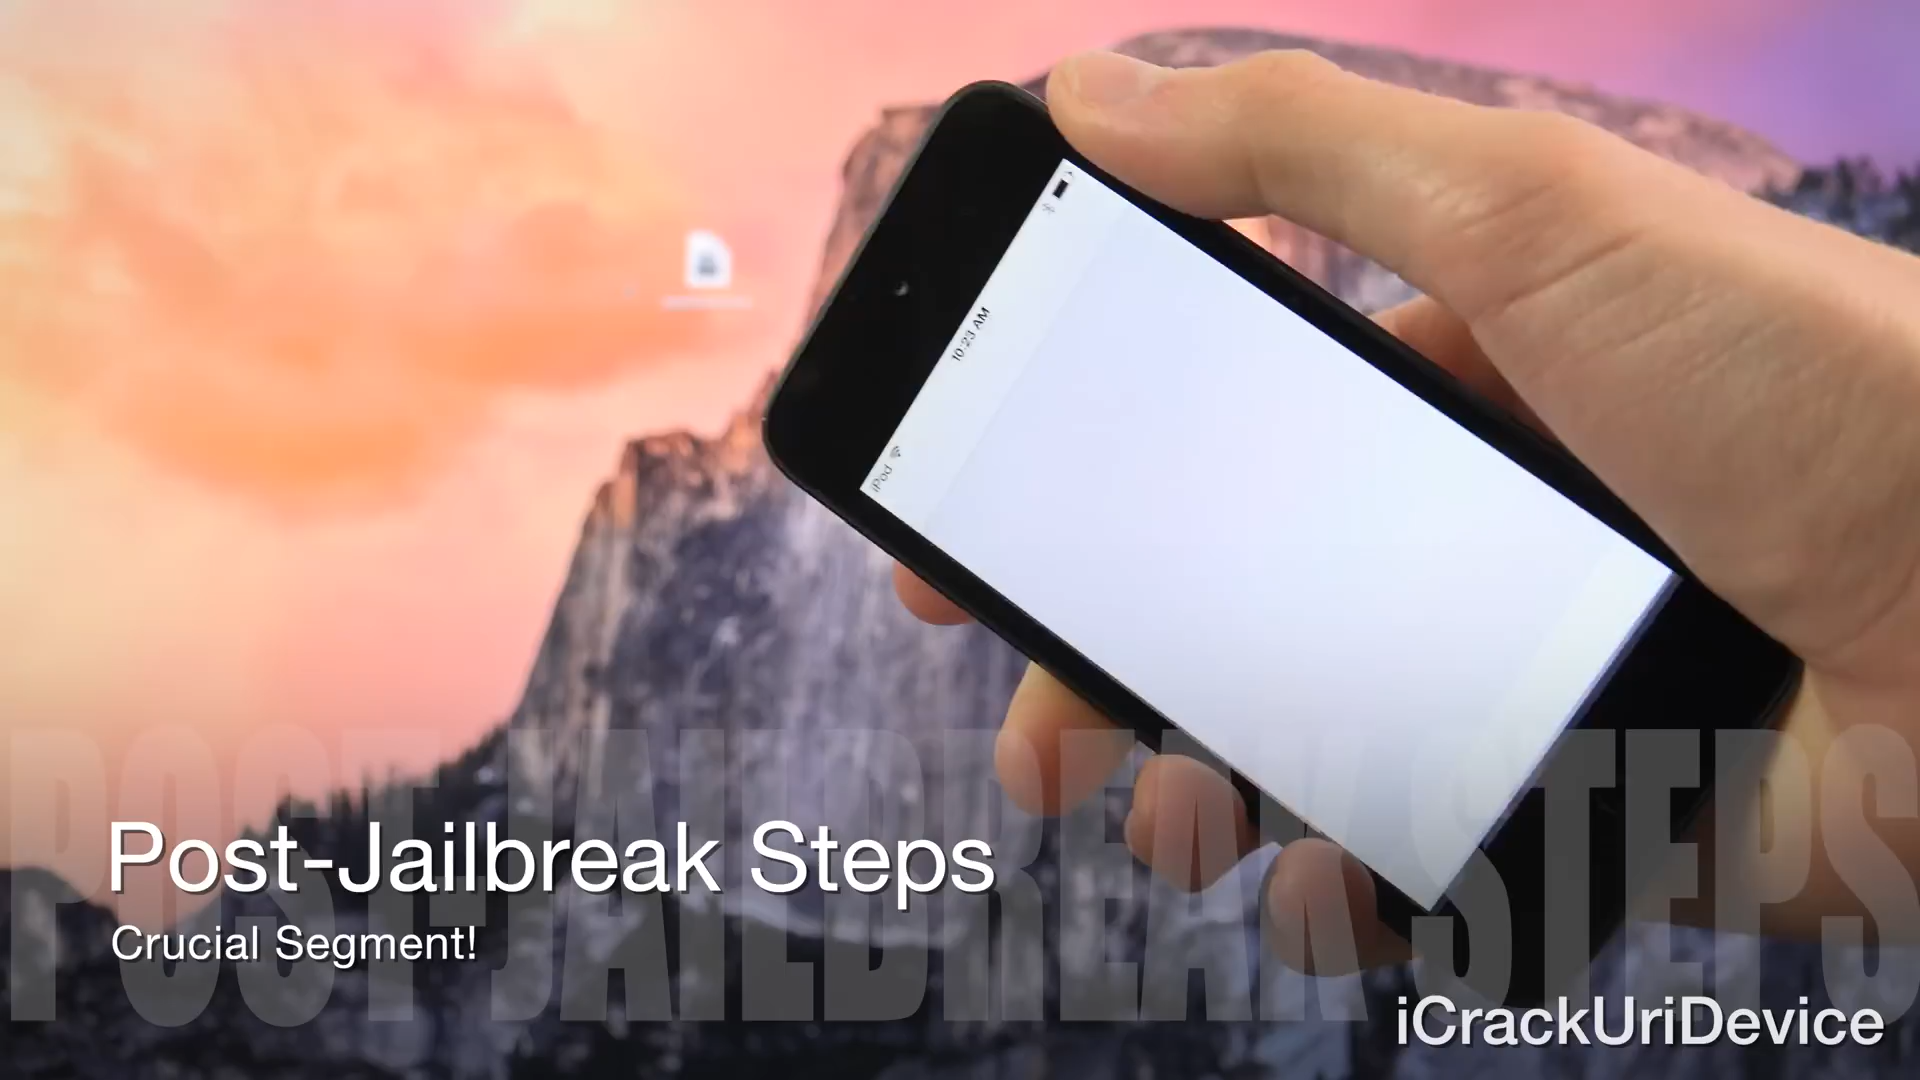 10:23 AM
iPod
POST-JAILBREAK STEPS
Post-Jailbreak Steps
Crucial Segment!
iCrackUriDevice